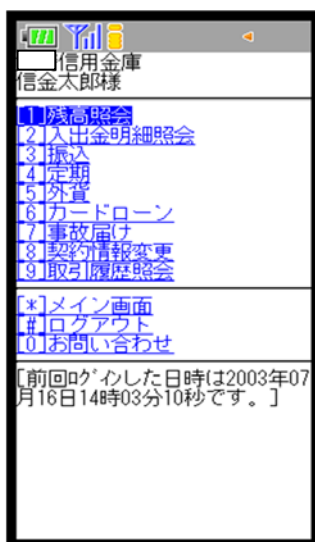 信用金庫
信金太郎様
[1]残高照会
[2]入出金明細照会
[3]振込
[4]定期
[5]外貨
[6]カードローン
[7]事故届け
[8]契約情報変更
[9]取引履歴照会
[*]メイン画面
[#]ログアウト
[0]お問い合わせ
[前回ﾛｸﾞｲﾝした日時は2003年07
月16日14時03分10秒です。]